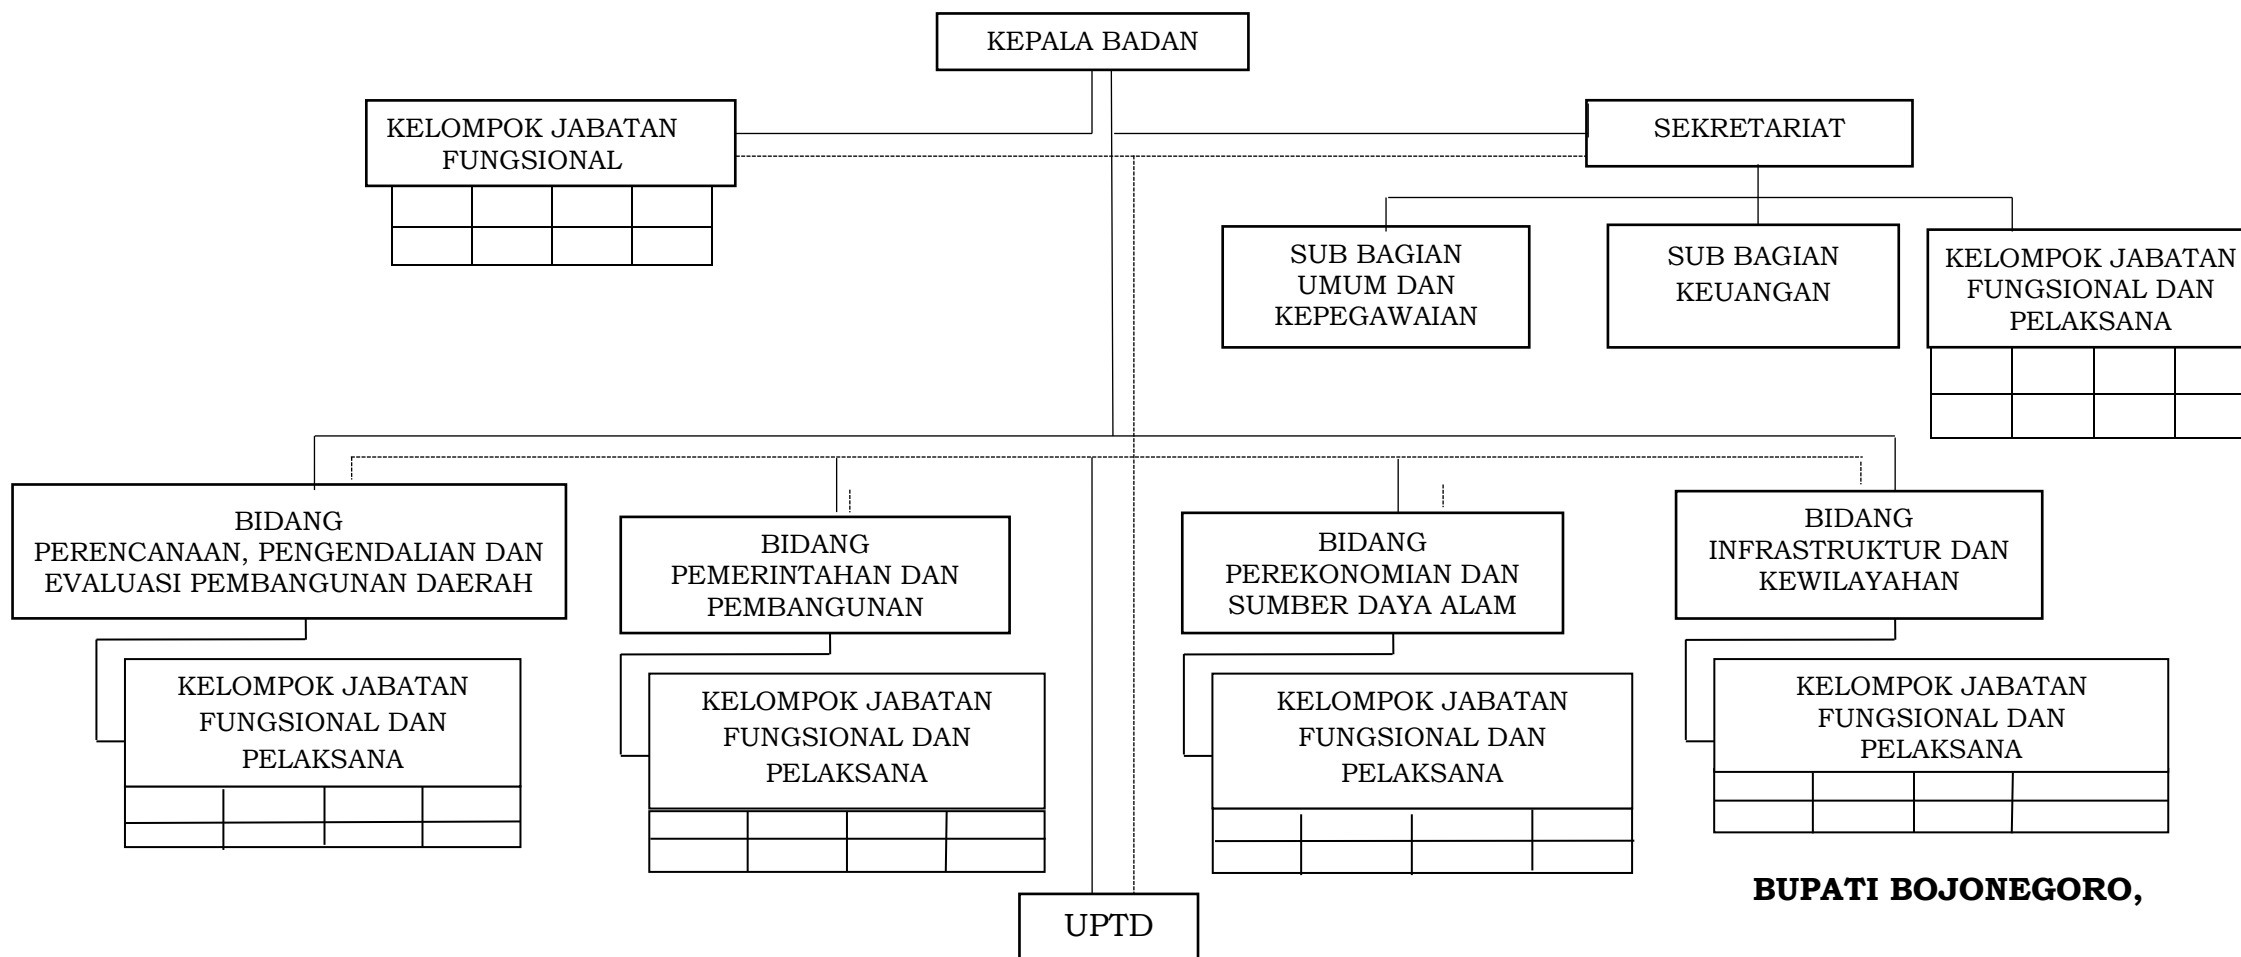 KEPALA BADAN
KELOMPOK JABATAN
FUNGSIONAL
SEKRETARIAT
SUB BAGIAN
UMUM DAN
KEPEGAWAIAN
SUB BAGIAN
KEUANGAN
KELOMPOK JABATAN
FUNGSIONAL DAN
PELAKSANA
BIDANG
PERENCANAAN, PENGENDALIAN DAN
EVALUASI PEMBANGUNAN DAERAH
BIDANG
PEMERINTAHAN DAN
PEMBANGUNAN
BIDANG
PEREKONOMIAN DAN
SUMBER DAYA ALAM
BIDANG
INFRASTRUKTUR DAN
KEWILAYAHAN
KELOMPOK JABATAN
FUNGSIONAL DAN
PELAKSANA
KELOMPOK JABATAN
FUNGSIONAL DAN
PELAKSANA
KELOMPOK JABATAN
FUNGSIONAL DAN
PELAKSANA
KELOMPOK JABATAN
FUNGSIONAL DAN
PELAKSANA
UPTD
BUPATI BOJONEGORO,